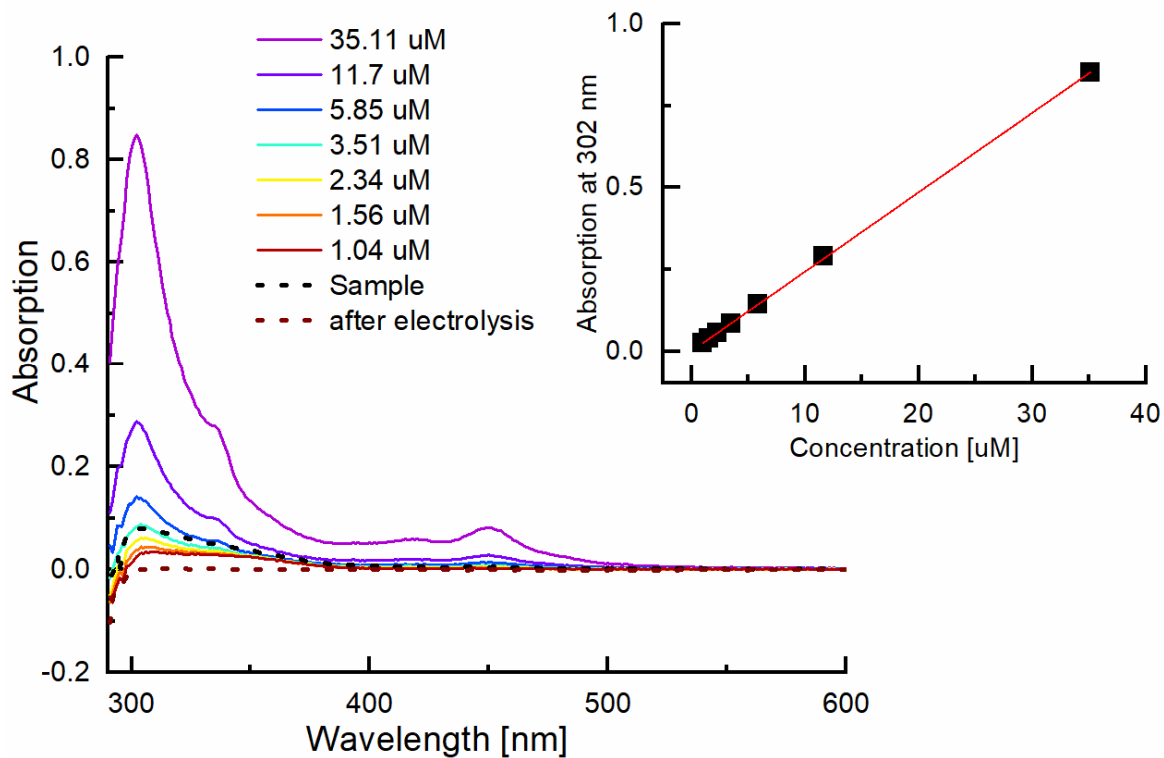 35.11 uM
11.7 uM
5.85 uM
3.51 uM
2.34 uM
1.56 uM
1.04 uM
Sample
after electrolysis
1.0
0.8
0.6
0.4
0.2
0.0
-0.2
Absorption
300
400
500
600
Wavelength [nm]
1.0
0.5
0.0
Absorption at 302 nm
0
10
20
30
40
Concentration [uM]